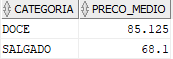 CATEGORIA PRECO_MEDIO
DOCE 85.125
SALGADO 68.1